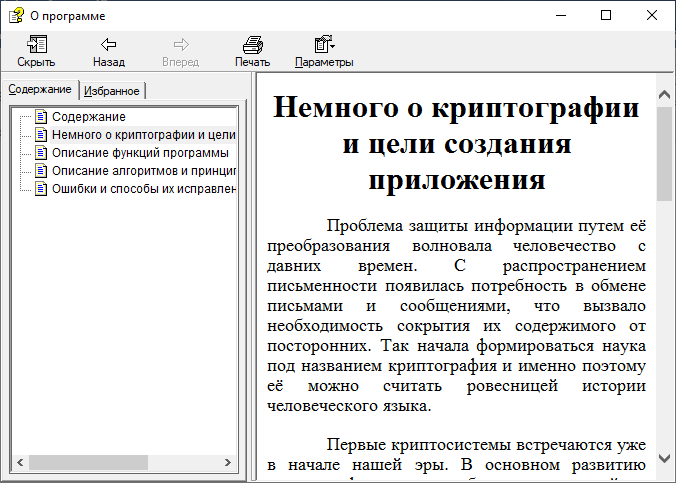 О программе
Скрыть Назад Вперед Печать Параметры
Содержание Избранное
Содержание
Немного о криптографии и цели
Описание функций программы
Описание алгоритмов и принцип
Ошибки и способы их исправлен
Немного о криптографии
и цели создания
приложения
Проблема защиты информации путем её
преобразования волновала человечество с
давних времен. С распространением
письменности появилась потребность в обмене
письмами и сообщениями, что вызвало
необходимость сокрытия их содержимого от
посторонних. Так начала формироваться наука
под названием криптография и именно поэтому
её можно считать ровесницей истории
человеческого языка.
Первые криптосистемы встречаются уже
в начале нашей эры. В основном развитию